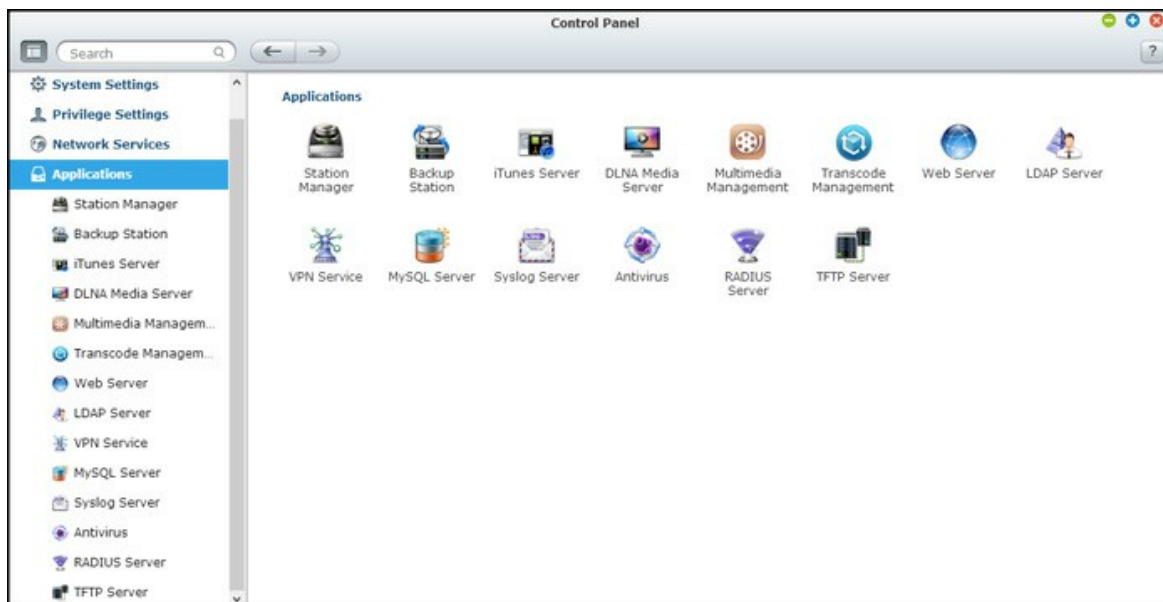 Control Panel
Search
?
System Settings
Privilege Settings
Network Services
Applications
Station Manager
Backup Station
iTunes Server
DLNA Media Server
Multimedia Managem...
Transcode Managem...
Web Server
LDAP Server
VPN Service
MySQL Server
Syslog Server
Antivirus
RADIUS Server
TFTP Server
Applications
Station
Manager
Backup
Station
iTunes Server
DLNA Media
Server
Multimedia
Management
Transcode
Management
Web Server
LDAP Server
VPN Service
MySQL Server
Syslog Server
Antivirus
RADIUS
Server
TFTP Server